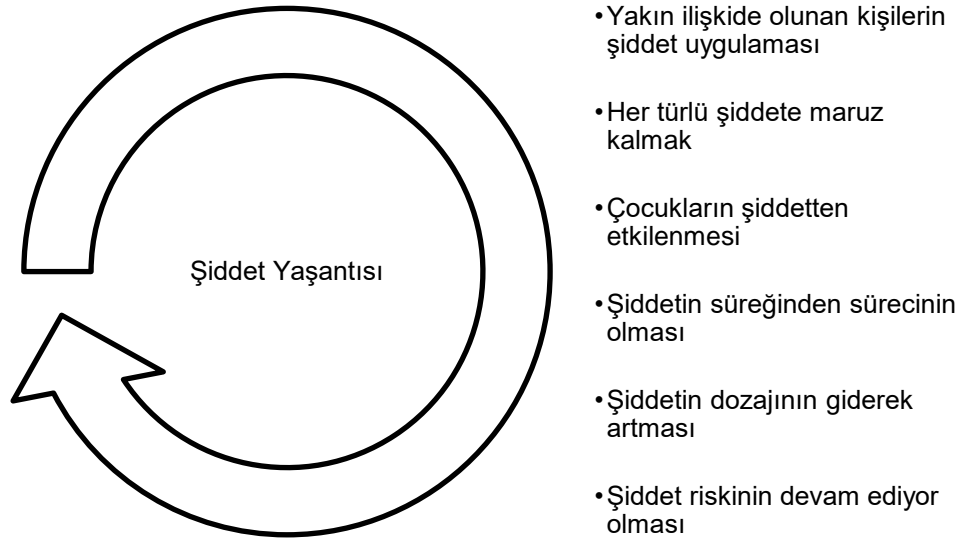 Şiddet Yaşantısı
•Yakın ilişkide olunan kişilerin
şiddet uygulaması
•Her türlü şiddete maruz
kalmak
•Çocukların şiddetten
etkilenmesi
•Şiddetin süreğinden sürecinin
olması
•Şiddetin dozajının giderek
artması
•Şiddet riskinin devam ediyor
olması